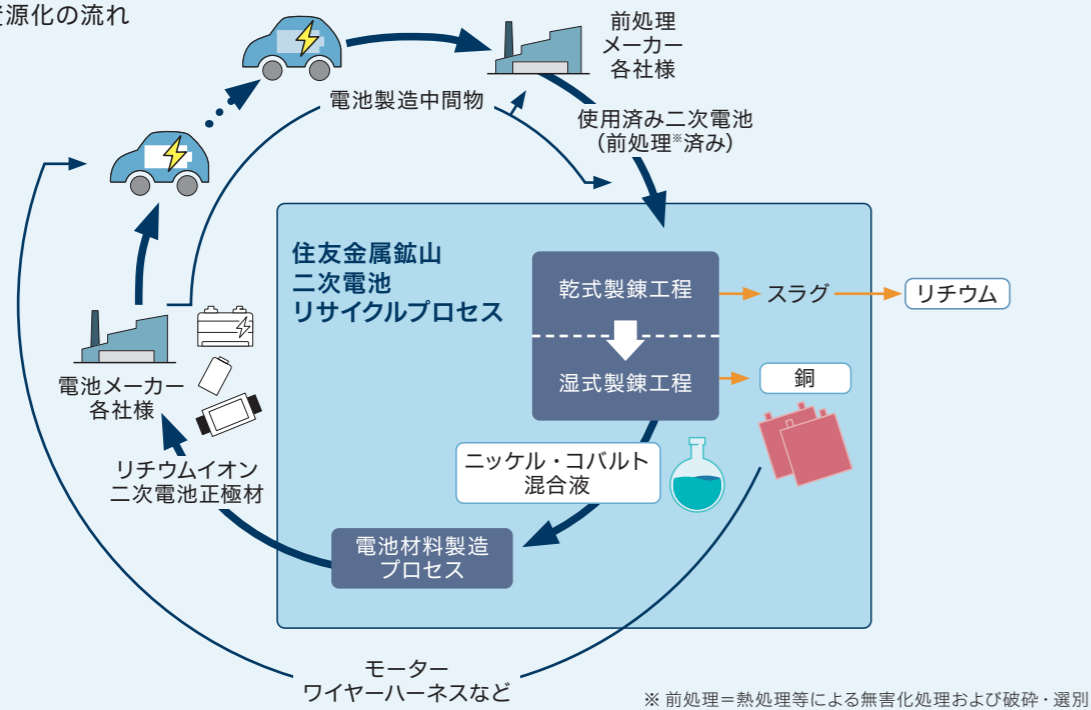 源化の流れ
前処理
メーカー
各社様
電池製造中間物
使用済み二次電池
（前処理※済み）
住友金属鉱山
二次電池
リサイクルプロセス
乾式製錬工程
スラグ
リチウム
湿式製錬工程
銅
電池メーカー
各社様
ニッケル・コバルト
混合液
リチウムイオン
二次電池正極材
電池材料製造
プロセス
モーター
ワイヤーハーネスなど
※ 前処理＝熱処理等による無害化処理および破砕・選別